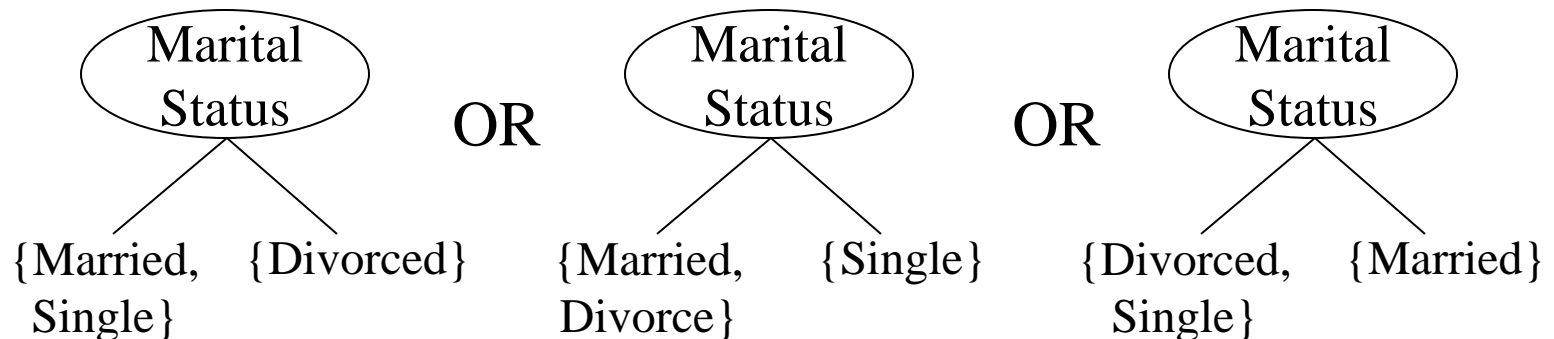 Marital
Status
OR
Marital
Status
OR
Marital
Status
{Married,
Single}
{Divorced}
{Married,
Divorce}
{Single}
{Divorced,
Single}
{Married}